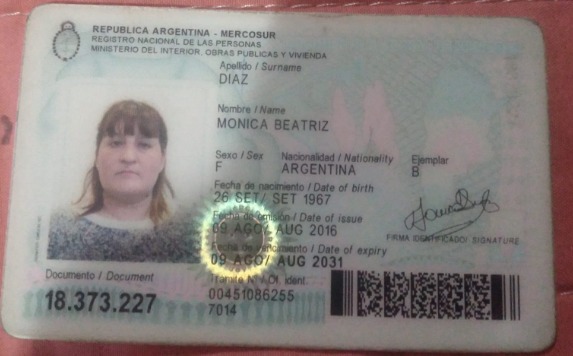 REPUBLICA ARGENTINA - MERCOSUR
REGISTRO NACIONAL DE LAS PERSONAS
MINISTERIO DEL INTERIOR, OBRAS PUBLICAS Y VIVIENDA
Apellido / Surname
DIAZ
Nombre / Name
MONICA BEATRIZ
Sexo / Sex Nacionalidad / Nationality Ejemplar
F ARGENTINA B
Fecha de nacimiento / Date of birth
26 SET/ SET 1967
Fecha de emisión / Date of issue
09 AGO/ AUG 2016
FIRMA IDENTIFICADO/ SIGNATURE
Fecha de vencimiento / Date of expiry
09 AGO/ AUG 2031
Documento / Document
18.373.227
Trámite N° / Of. ident
00451086255
7014